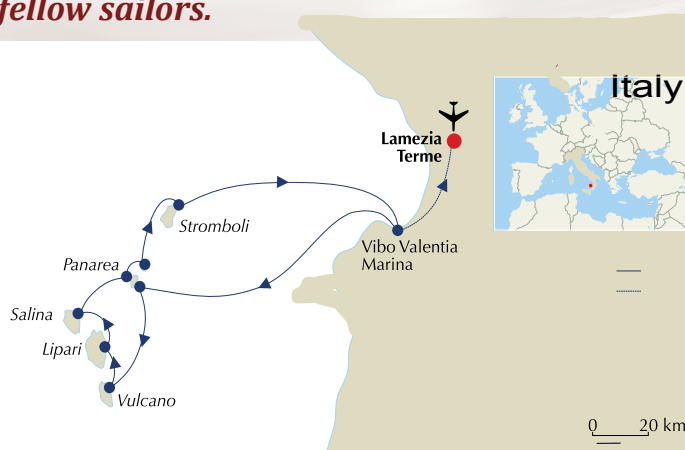 fellow sailors.
Italy
Lamezia
Terme
Stromboli
Vibo Valentia
Marina
Panarea
Salina
Lipari
Vulcano
0 20 km